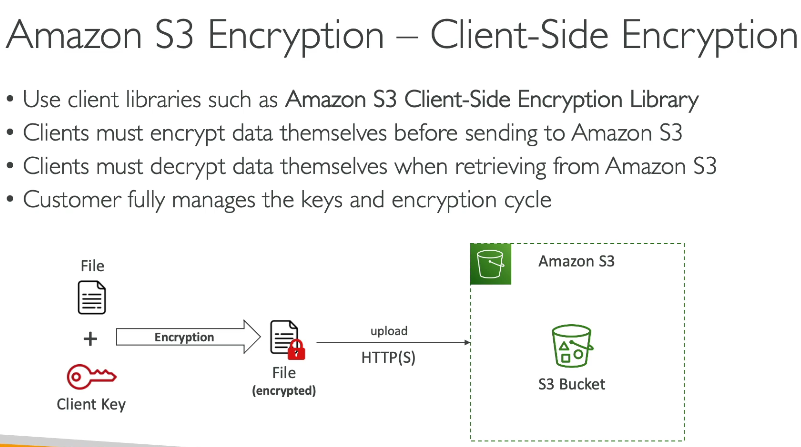 Amazon S3 Encryption – Client-Side Encryption
• Use client libraries such as Amazon S3 Client-Side Encryption Library
• Clients must encrypt data themselves before sending to Amazon S3
• Clients must decrypt data themselves when retrieving from Amazon S3
• Customer fully manages the keys and encryption cycle
File
+
Client Key
Encryption
File
(encrypted)
upload
HTTP(S)
Amazon S3
S3 Bucket